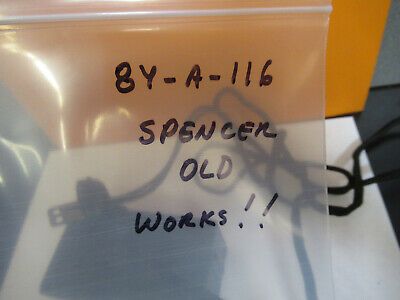 8Y-A-116
SPENCER
OLD
WORKS!!